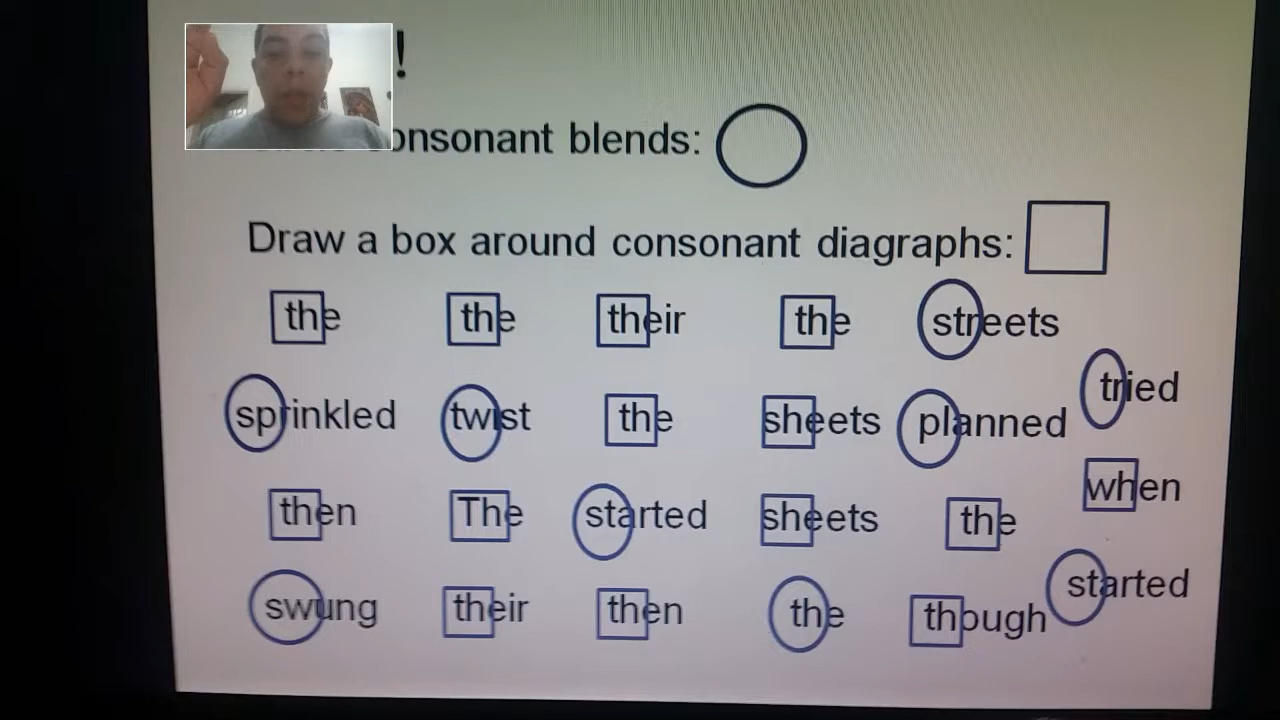 !
onsonant blends:
Draw a box around consonant diagraphs:
the the their the streets
tried
sprinkled twist the sheets planned
when
then The started sheets the
started
swung their then the though